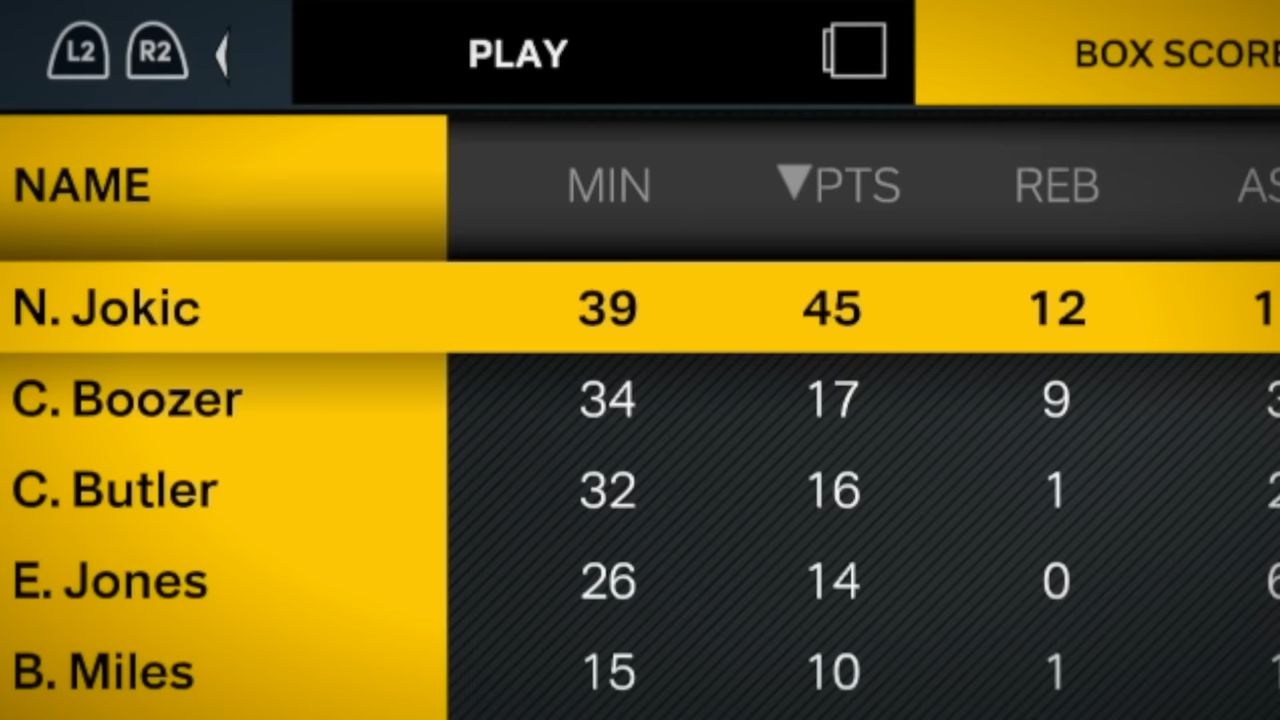 L2 R2 PLAY BOX SCORE
NAME MIN ▼PTS REB
N. Jokic 39 45 12
C. Boozer 34 17 9
C. Butler 32 16 1
E. Jones 26 14 0
B. Miles 15 10 1